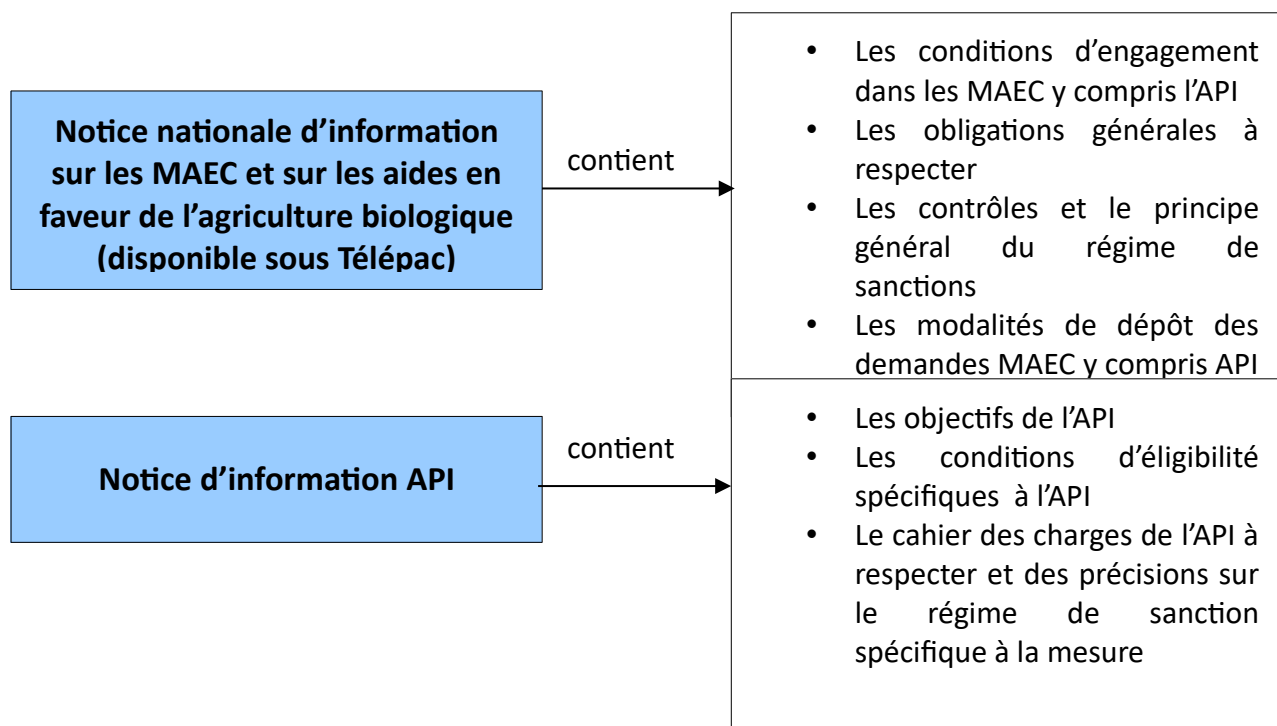 Notice nationale d’information
sur les MAEC et sur les aides en
faveur de l’agriculture biologique
(disponible sous Télépac)
contient
• Les conditions d’engagement
dans les MAEC y compris l’API
• Les obligations générales à
respecter
• Les contrôles et le principe
général du régime de
sanctions
• Les modalités de dépôt des
demandes MAEC y compris API
Notice d’information API
contient
• Les objectifs de l’API
• Les conditions d’éligibilité
spécifiques à l’API
• Le cahier des charges de l’API à
respecter et des précisions sur
le régime de sanction
spécifique à la mesure